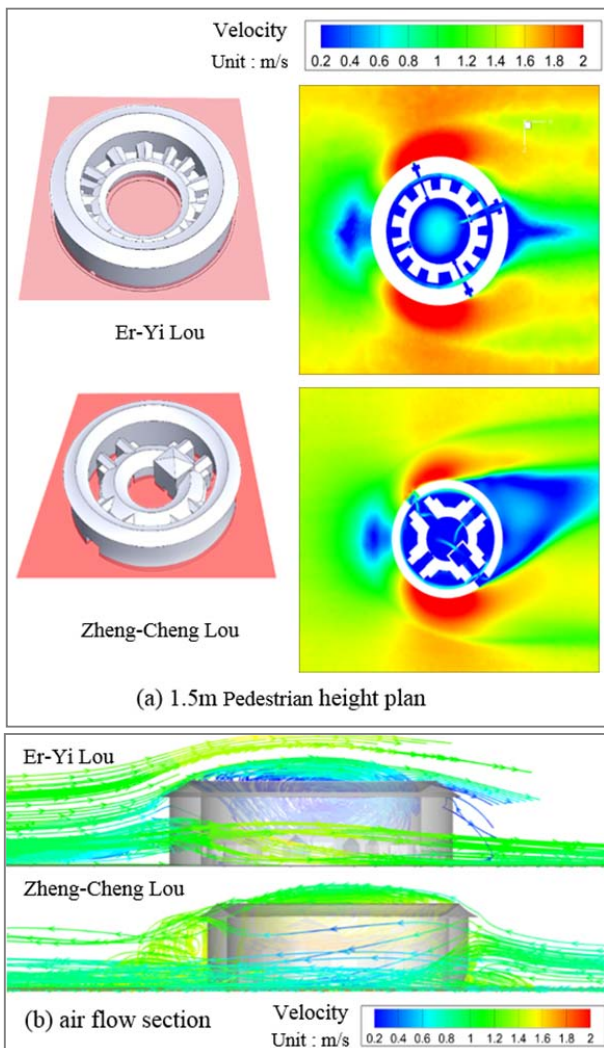 Velocity
Unit : m/s
0.2 0.4 0.6 0.8 1 1.2 1.4 1.6 1.8 2
Er-Yi Lou
Zheng-Cheng Lou
(a) 1.5m Pedestrian height plan
Er-Yi Lou
Zheng-Cheng Lou
(b) air flow section
Velocity
Unit : m/s
0.2 0.4 0.6 0.8 1 1.2 1.4 1.6 1.8 2